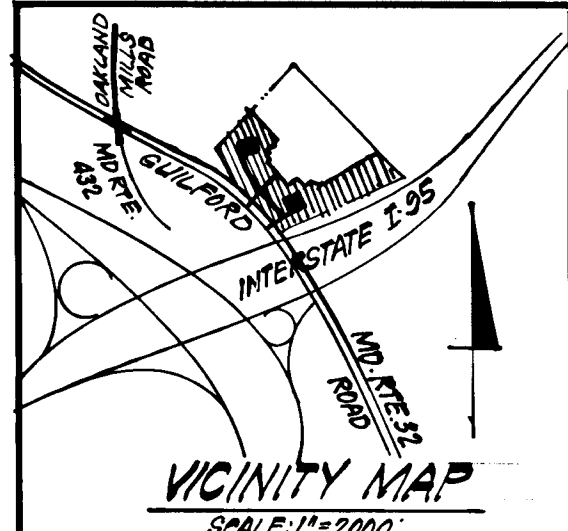 OAKLAND
MILLS
ROAD
MD RTE.
432
GUILFORD
INTERSTATE I-95
MD. RTE. 32
ROAD
VICINITY MAP
SCALE: 1"=2000'